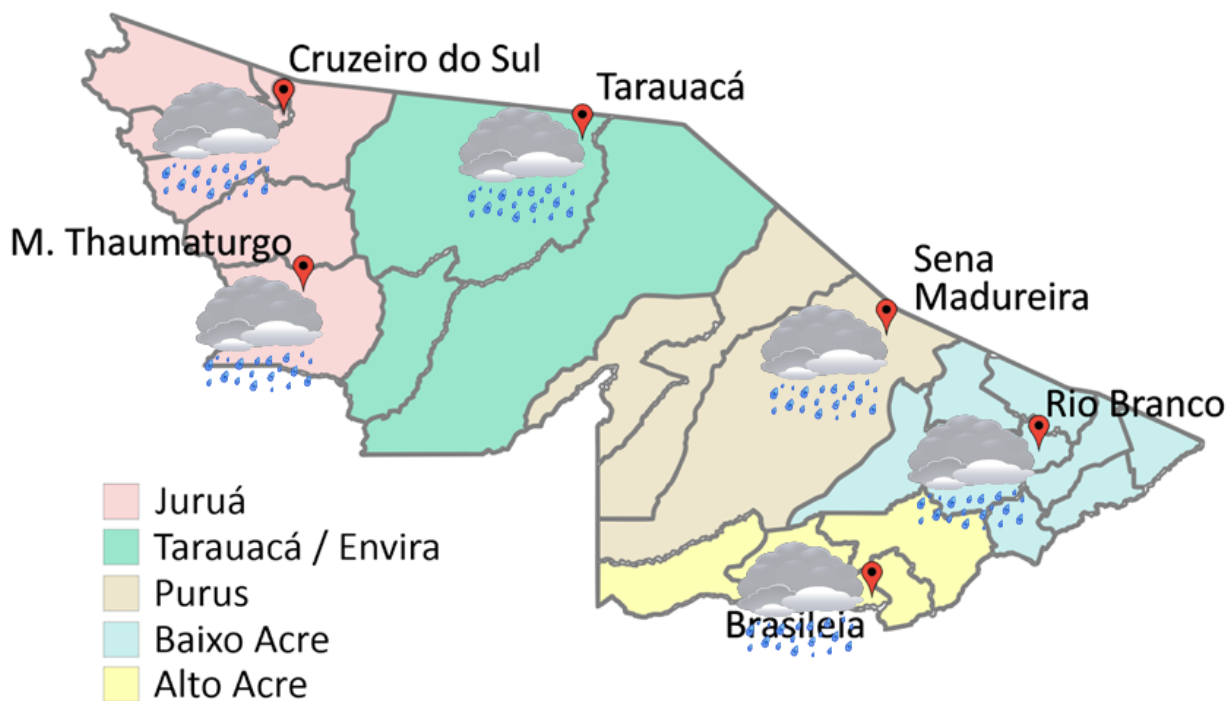 Cruzeiro do Sul
Tarauacá
M. Thaumaturgo
Sena
Madureira
Rio Branco
Brasileia
Juruá
Tarauacá / Envira
Purus
Baixo Acre
Alto Acre